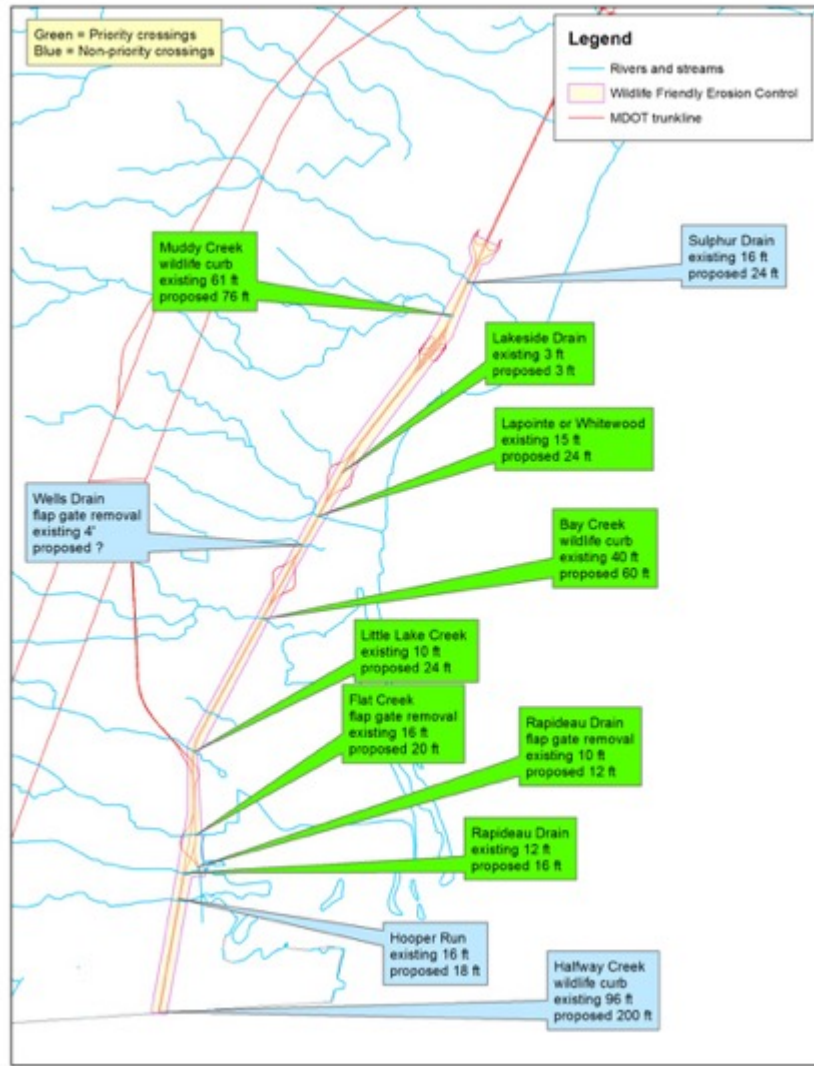 Green = Priority crossings
Blue = Non-priority crossings
Legend
Rivers and streams
Wildlife Friendly Erosion Control
MDOT trunkline
Muddy Creek
wildlife curb
existing 61 ft
proposed 76 ft
Sulphur Drain
existing 16 ft
proposed 24 ft
Lakeside Drain
existing 3 ft
proposed 3 ft
Lapointe or Whitewood
existing 15 ft
proposed 24 ft
Wells Drain
flap gate removal
existing 4'
proposed ?
Bay Creek
wildlife curb
existing 40 ft
proposed 60 ft
Little Lake Creek
existing 10 ft
proposed 24 ft
Flat Creek
flap gate removal
existing 16 ft
proposed 20 ft
Rapideau Drain
flap gate removal
existing 10 ft
proposed 12 ft
Rapideau Drain
existing 12 ft
proposed 16 ft
Hooper Run
existing 16 ft
proposed 18 ft
Halfway Creek
wildlife curb
existing 96 ft
proposed 200 ft